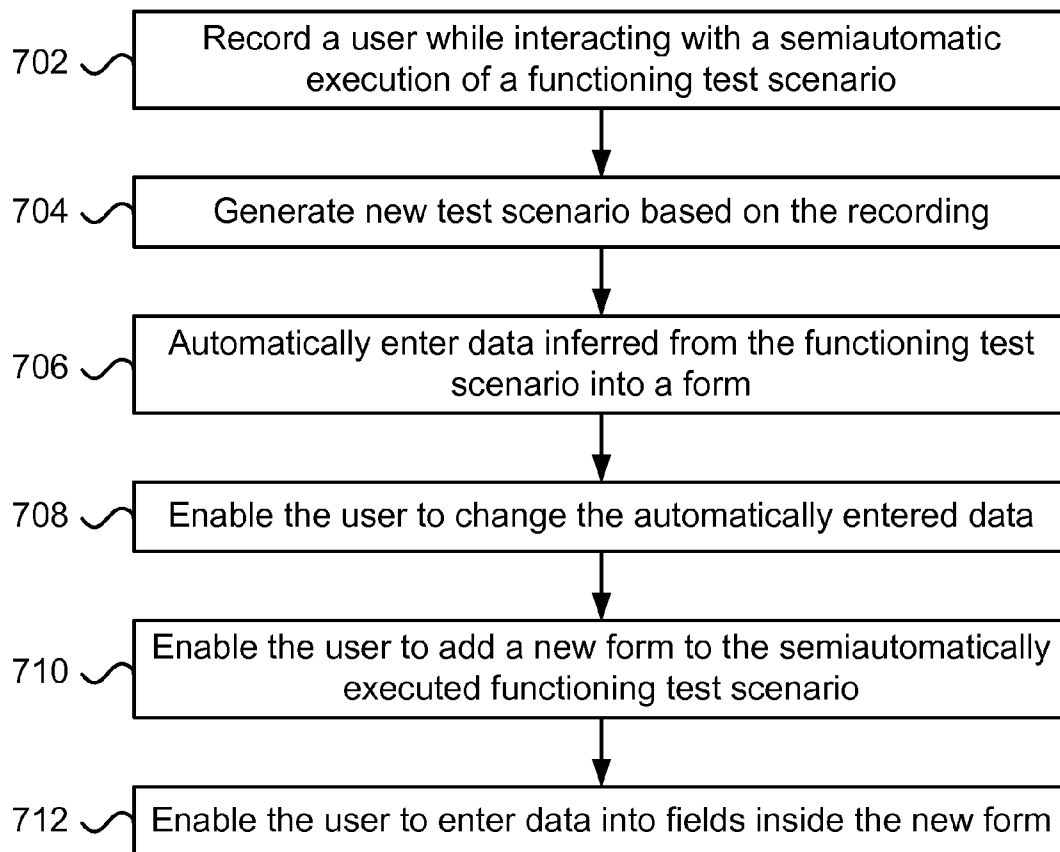 702
Record a user while interacting with a semiautomatic
execution of a functioning test scenario
704
Generate new test scenario based on the recording
706
Automatically enter data inferred from the functioning test
scenario into a form
708
Enable the user to change the automatically entered data
710
Enable the user to add a new form to the semiautomatically
executed functioning test scenario
712
Enable the user to enter data into fields inside the new form